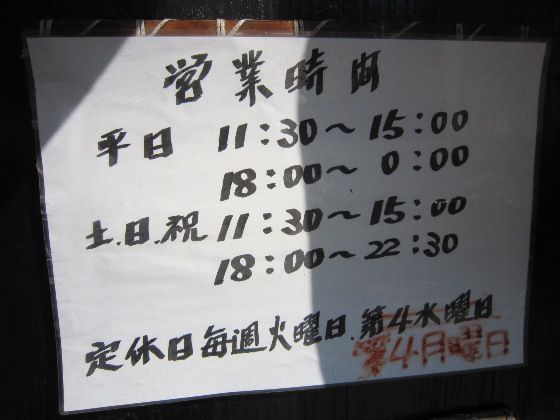 営業時間
平日 11:30～15:00
18:00～ 0:00
土.日.祝 11:30～15:00
18:00～22:30
定休日毎週火曜日.第4水曜日
第4月曜日